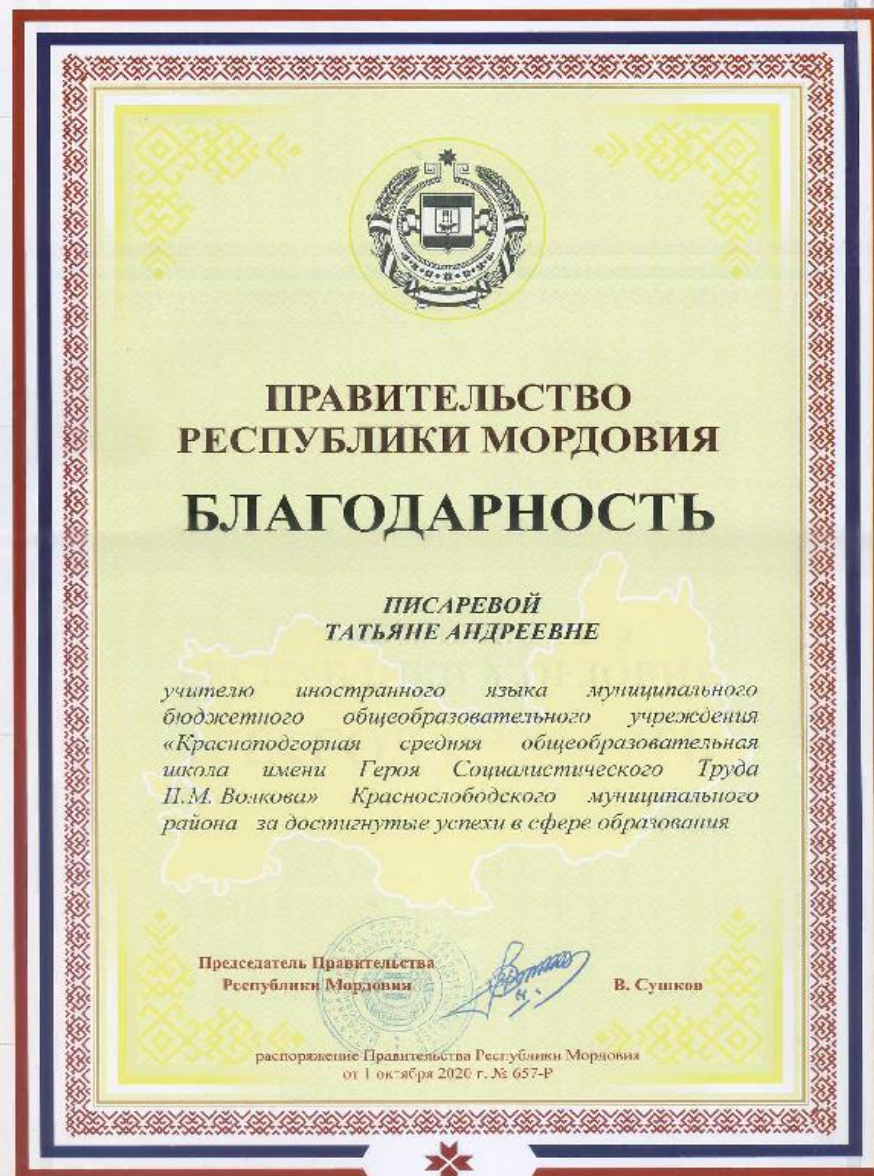 ПРАВИТЕЛЬСТВО
РЕСПУБЛИКИ МОРДОВИЯ
БЛАГОДАРНОСТЬ
ПИСАРЕВОЙ
ТАТЬЯНЕ АНДРЕЕВНЕ
учителю иностранного языка муниципального
бюджетного общеобразовательного учреждения
«Красноподгорная средняя общеобразовательная
школа имени Героя Социалистического Труда
П.М. Волкова» Краснослободского муниципального
района за достигнутые успехи в сфере образования
Председатель Правительства
Республики Мордовия
В. Сушков
распоряжение Правительства Республики Мордовия
от 1 октября 2020 г. № 657-Р